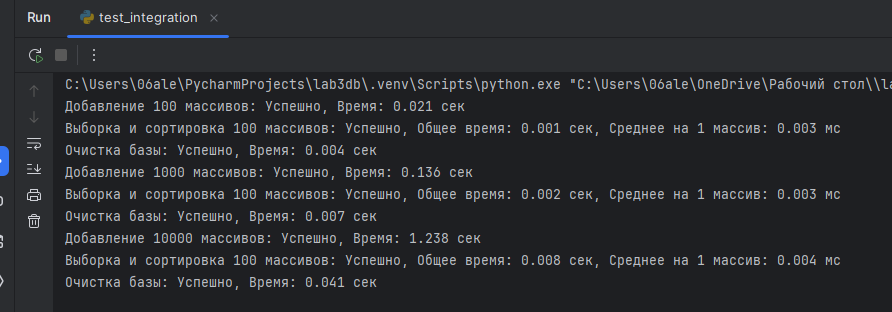 Run test_integration
C:\Users\06ale\PycharmProjects\lab3db\.venv\Scripts\python.exe "C:\Users\06ale\OneDrive\Рабочий стол\\la
Добавление 100 массивов: Успешно, Время: 0.021 сек
Выборка и сортировка 100 массивов: Успешно, Общее время: 0.001 сек, Среднее на 1 массив: 0.003 мс
Очистка базы: Успешно, Время: 0.004 сек
Добавление 1000 массивов: Успешно, Время: 0.136 сек
Выборка и сортировка 100 массивов: Успешно, Общее время: 0.002 сек, Среднее на 1 массив: 0.003 мс
Очистка базы: Успешно, Время: 0.007 сек
Добавление 10000 массивов: Успешно, Время: 1.238 сек
Выборка и сортировка 100 массивов: Успешно, Общее время: 0.008 сек, Среднее на 1 массив: 0.004 мс
Очистка базы: Успешно, Время: 0.041 сек